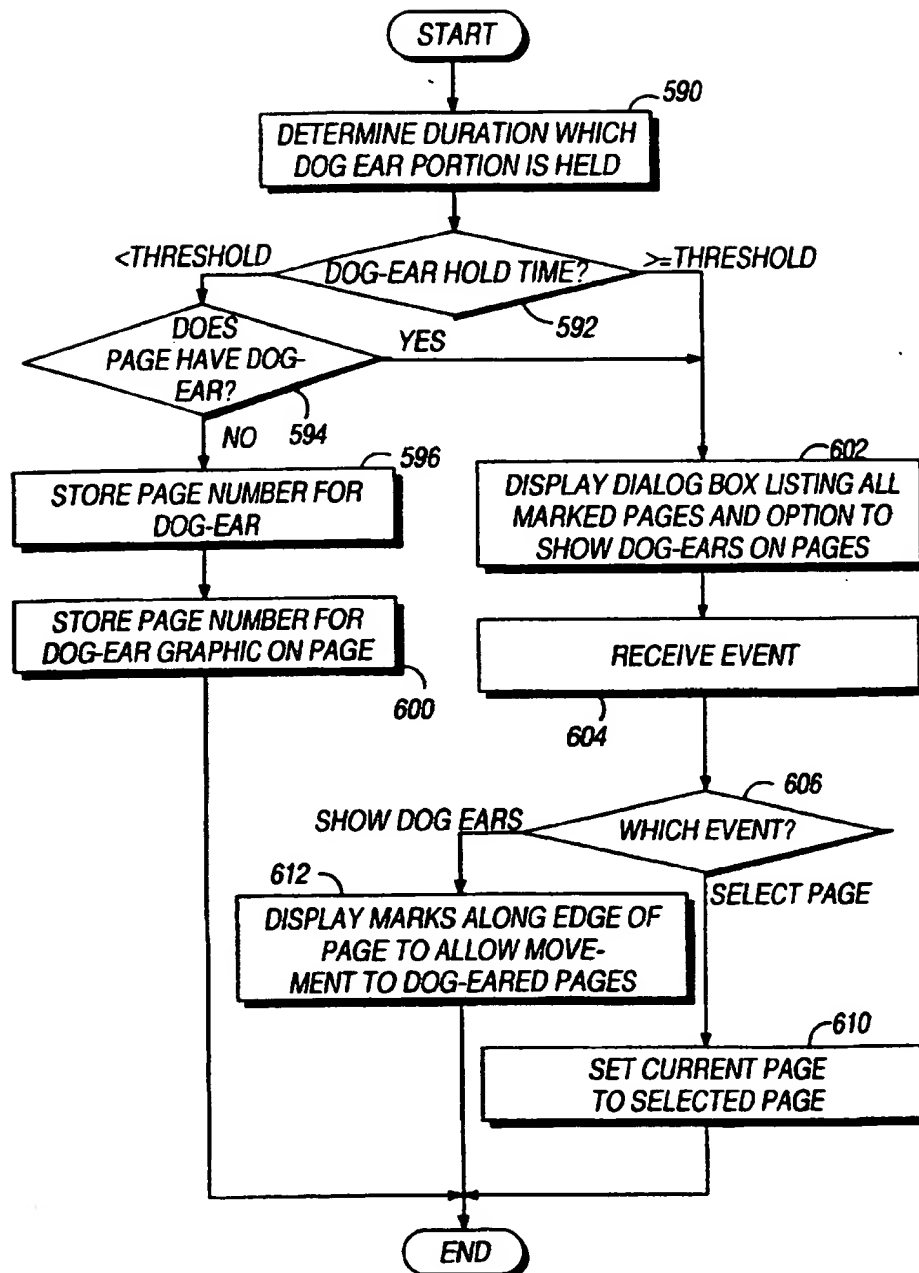 START
590
DETERMINE DURATION WHICH
DOG EAR PORTION IS HELD
<THRESHOLD
DOG-EAR HOLD TIME?
>=THRESHOLD
592
DOES
PAGE HAVE DOG-
EAR?
YES
594
NO
596
STORE PAGE NUMBER FOR
DOG-EAR
602
DISPLAY DIALOG BOX LISTING ALL
MARKED PAGES AND OPTION TO
SHOW DOG-EARS ON PAGES
STORE PAGE NUMBER FOR
DOG-EAR GRAPHIC ON PAGE
600
RECEIVE EVENT
604
606
SHOW DOG EARS
WHICH EVENT?
SELECT PAGE
612
DISPLAY MARKS ALONG EDGE OF
PAGE TO ALLOW MOVE-
MENT TO DOG-EARED PAGES
610
SET CURRENT PAGE
TO SELECTED PAGE
END